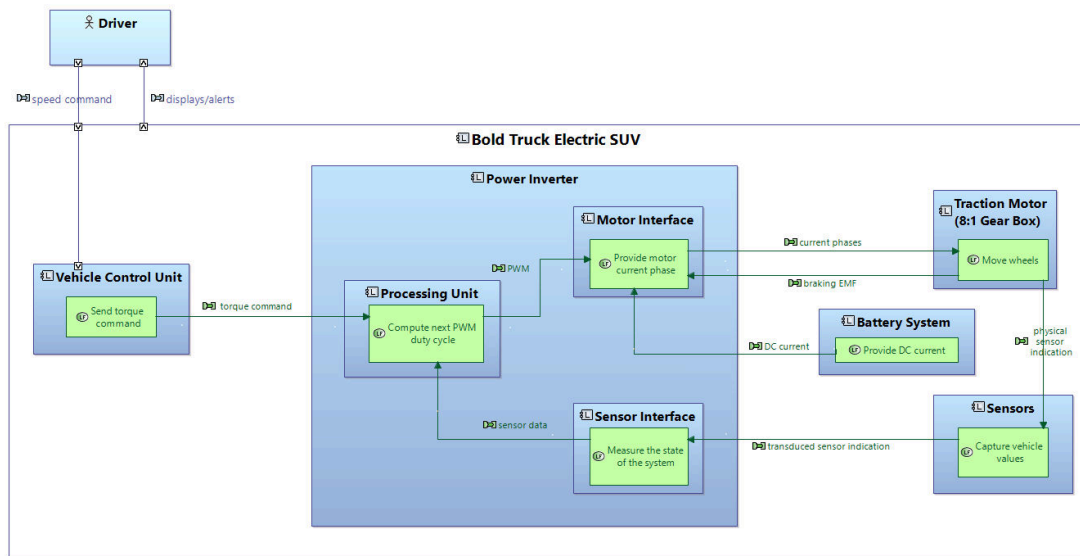 Driver
speed command
displays/alerts
Bold Truck Electric SUV
Power Inverter
Motor Interface
Provide motor
current phase
Traction Motor
(8:1 Gear Box)
Move wheels
current phases
braking EMF
Vehicle Control Unit
Send torque
command
torque command
PWM
Processing Unit
Compute next PWM
duty cycle
Battery System
Provide DC current
DC current
physical
sensor
indication
Sensor Interface
Measure the state
of the system
sensor data
Sensors
Capture vehicle
values
transduced sensor indication